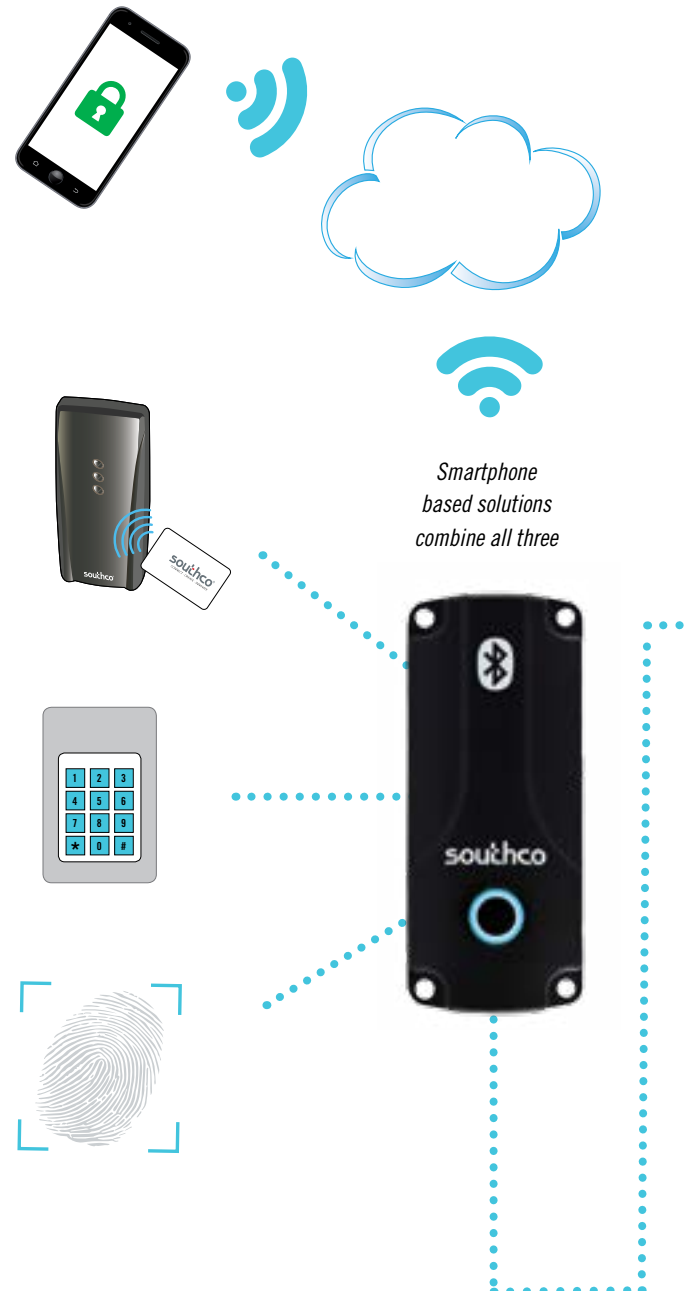 Smartphone
based solutions
combine all three
southco
southco
1 2 3
4 5 6
7 8 9
* 0 #
southco